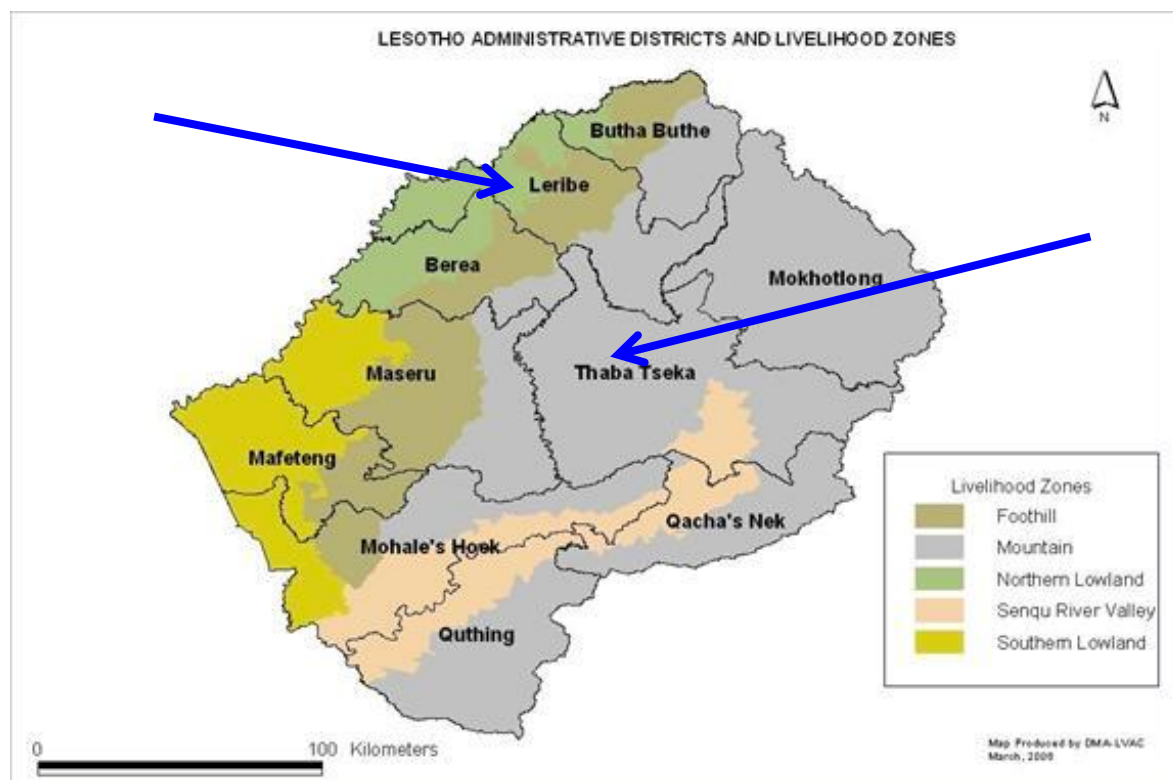 LESOTHO ADMINISTRATIVE DISTRICTS AND LIVELIHOOD ZONES
N
Butha Buthe
Leribe
Berea
Mokhotlong
Maseru
Thaba Tseka
Mafeteng
Mohale's Hoek
Qacha's Nek
Quthing
Livelihood Zones
Foothill
Mountain
Northern Lowland
Senqu River Valley
Southern Lowland
0 100 Kilometers
Map Produced by DMA-LVAC
March, 2006